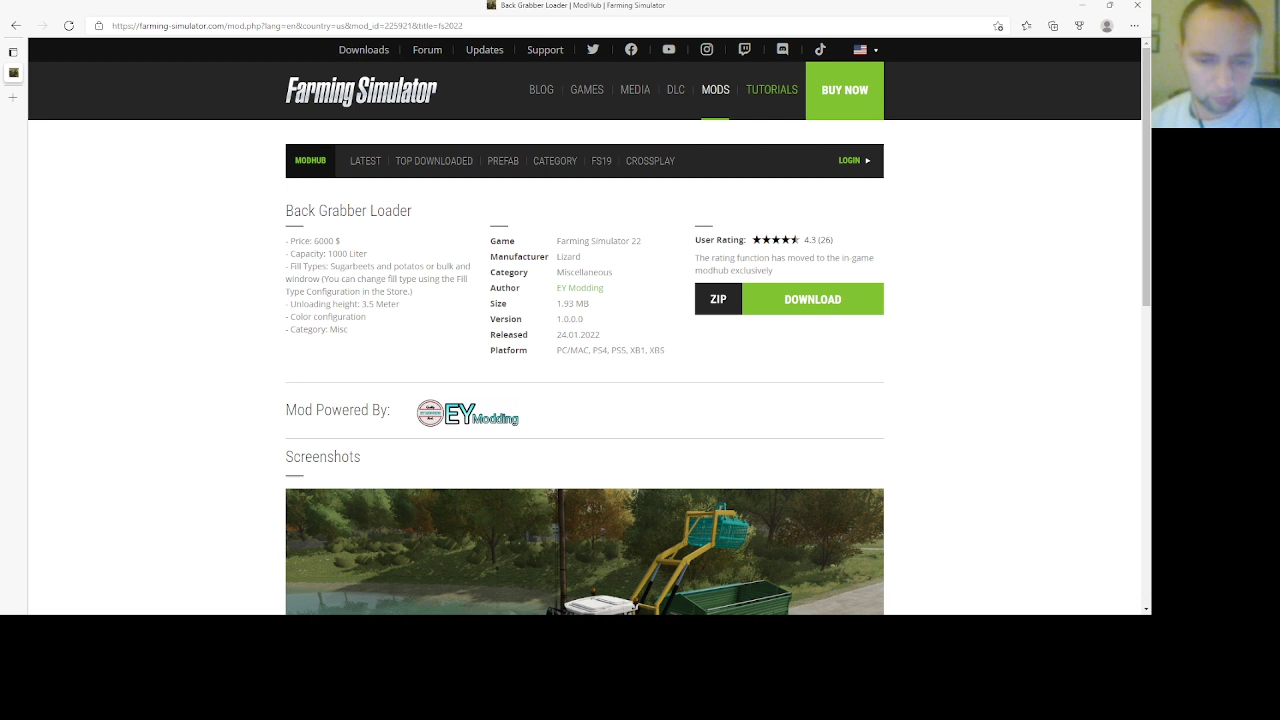 Back Grabber Loader | ModHub | Farming Simulator
https://farming-simulator.com/mod.php?lang=en&country=us&mod_id=225921&title=fs2022
Downloads Forum Updates Support
Farming Simulator
BLOG GAMES MEDIA DLC MODS TUTORIALS BUY NOW
MODHUB LATEST TOP DOWNLOADED PREFAB CATEGORY FS19 CROSSPLAY LOGIN
Back Grabber Loader
- Price: 6000 $
- Capacity: 1000 Liter
- Fill Types: Sugarbeets and potatos or bulk and
windrow (You can change fill type using the Fill
Type Configuration in the Store.)
- Unloading height: 3.5 Meter
- Color configuration
- Category: Misc
Game Farming Simulator 22
Manufacturer Lizard
Category Miscellaneous
Author EY Modding
Size 1.93 MB
Version 1.0.0.0
Released 24.01.2022
Platform PC/MAC, PS4, PS5, XB1, XBS
User Rating: 4.3 (26)
The rating function has moved to the in-game
modhub exclusively
ZIP DOWNLOAD
Mod Powered By:
EY Modding
Screenshots